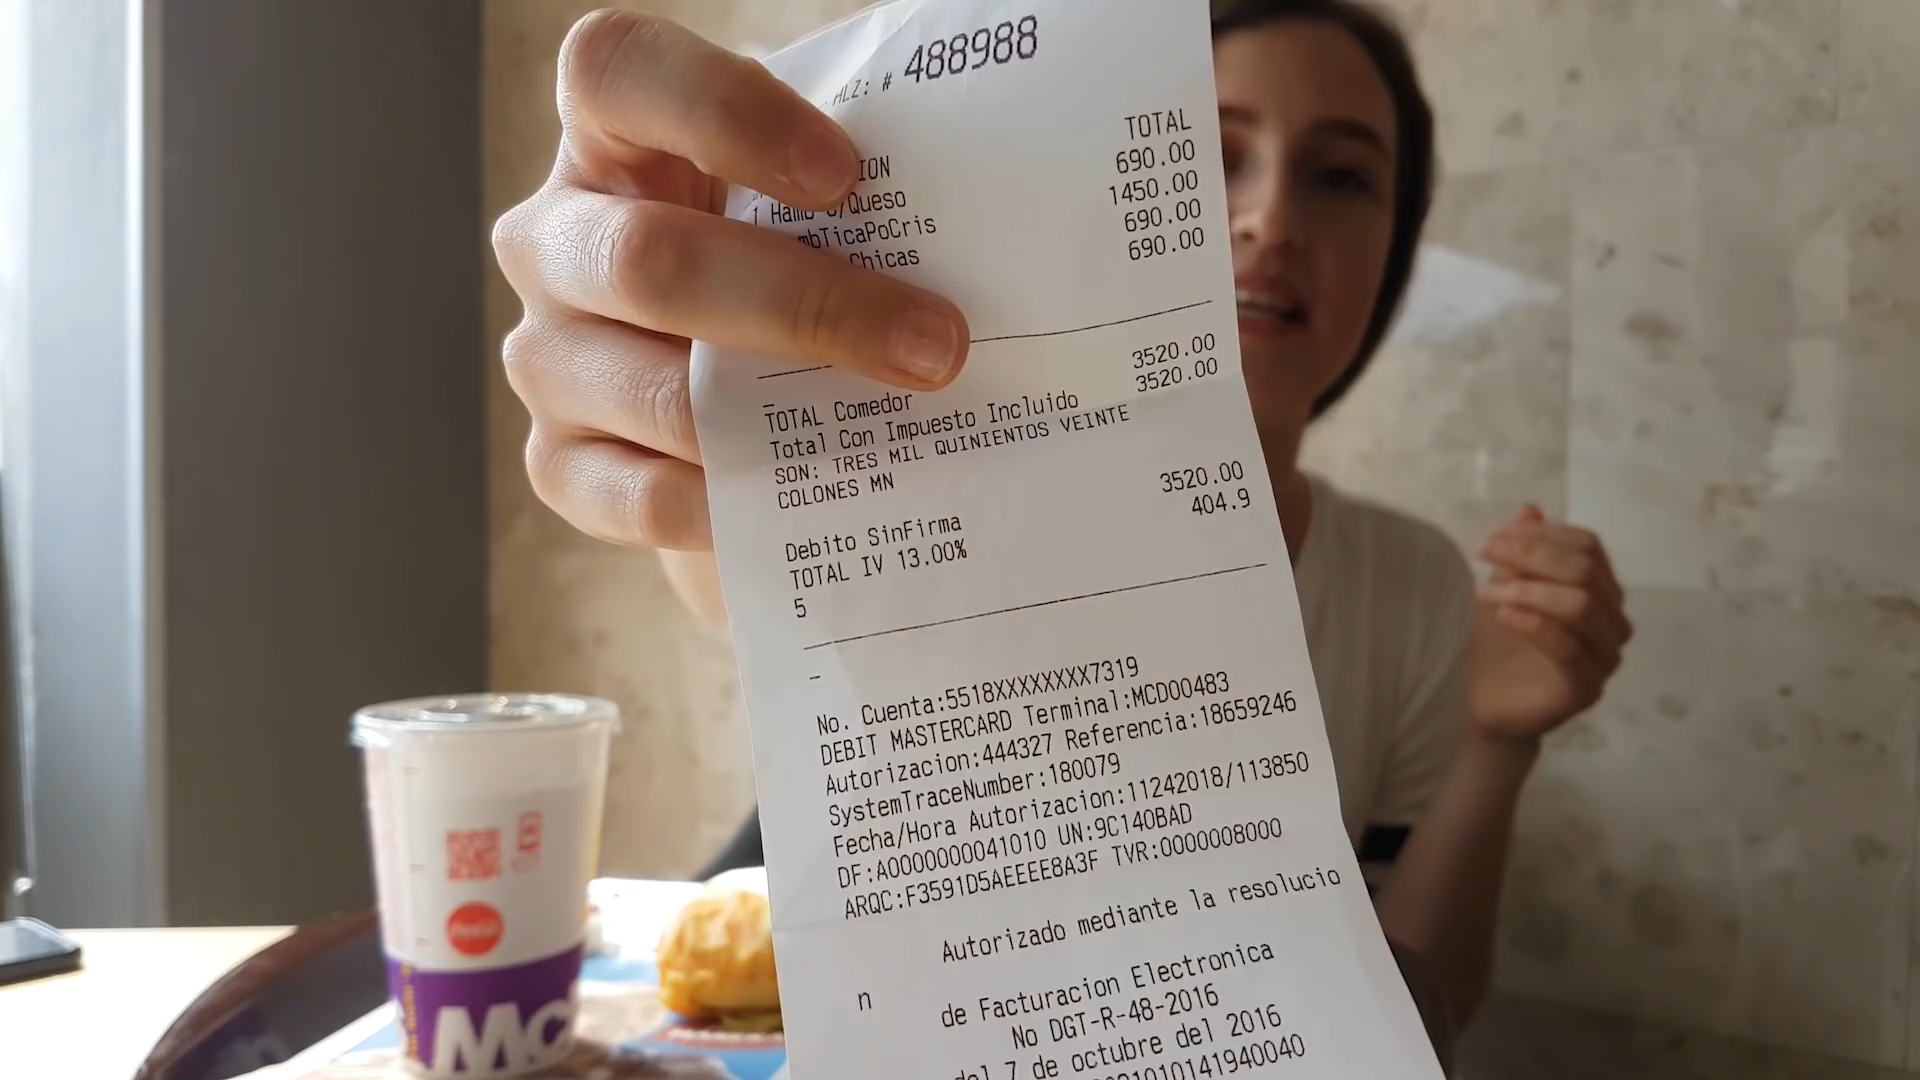 HLZ: # 488988
ION TOTAL
1 Hamb C/Queso 690.00
mbTicaPoCris 1450.00
Chicas 690.00
690.00
TOTAL Comedor 3520.00
Total Con Impuesto Incluido 3520.00
SON: TRES MIL QUINIENTOS VEINTE
COLONES MN
Debito SinFirma 3520.00
TOTAL IV 13.00% 404.9
5
No. Cuenta:5518XXXXXXXX7319
DEBIT MASTERCARD Terminal:MCD00483
Autorizacion:444327 Referencia:18659246
SystemTraceNumber:180079
Fecha/Hora Autorizacion:11242018/113850
DF:A0000000041010 UN:9C140BAD
ARQC:F3591D5AEEEE8A3F TVR:0000008000
Autorizado mediante la resolucio
n
de Facturacion Electronica
No DGT-R-48-2016
del 7 de octubre del 2016
Mc